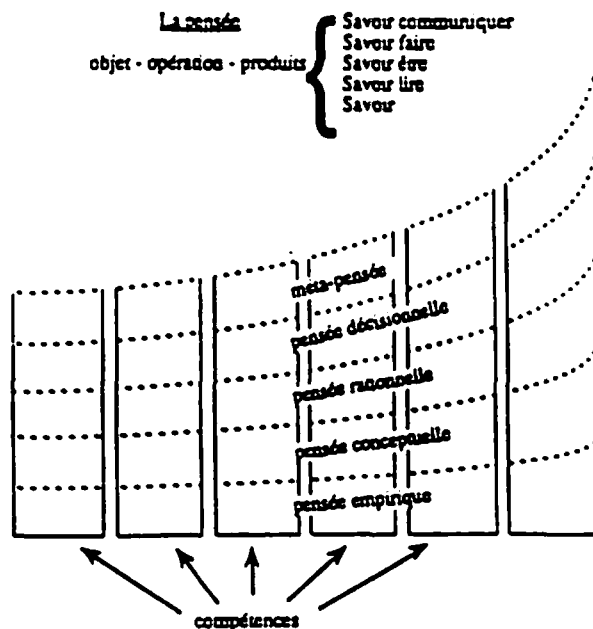 La pensée
objet - opération - produits
Savoir communiquer
Savoir faire
Savoir être
Savoir lire
Savoir
meta-pensée
pensée décisionnelle
pensée rationnelle
pensée conceptuelle
pensée empirique
compétences